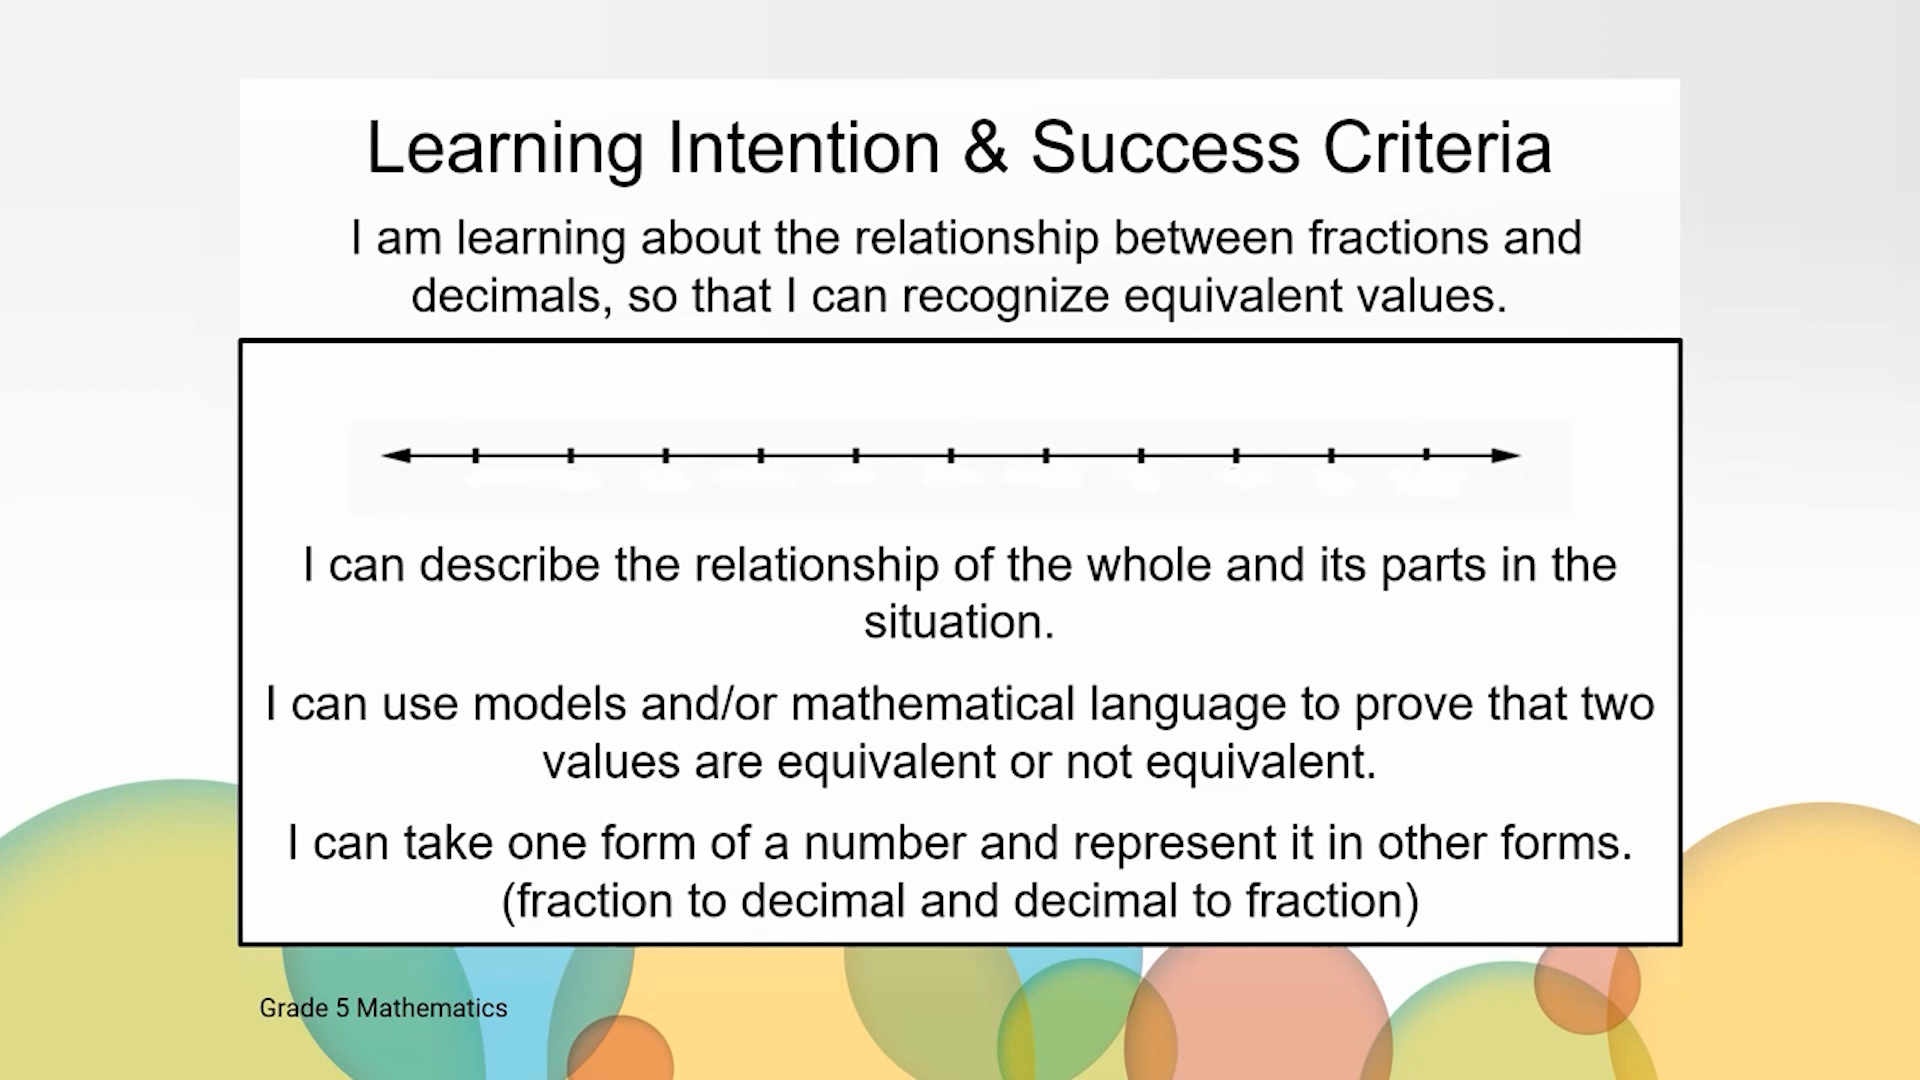 Learning Intention & Success Criteria
I am learning about the relationship between fractions and
decimals, so that I can recognize equivalent values.
I can describe the relationship of the whole and its parts in the
situation.
I can use models and/or mathematical language to prove that two
values are equivalent or not equivalent.
I can take one form of a number and represent it in other forms.
(fraction to decimal and decimal to fraction)
Grade 5 Mathematics